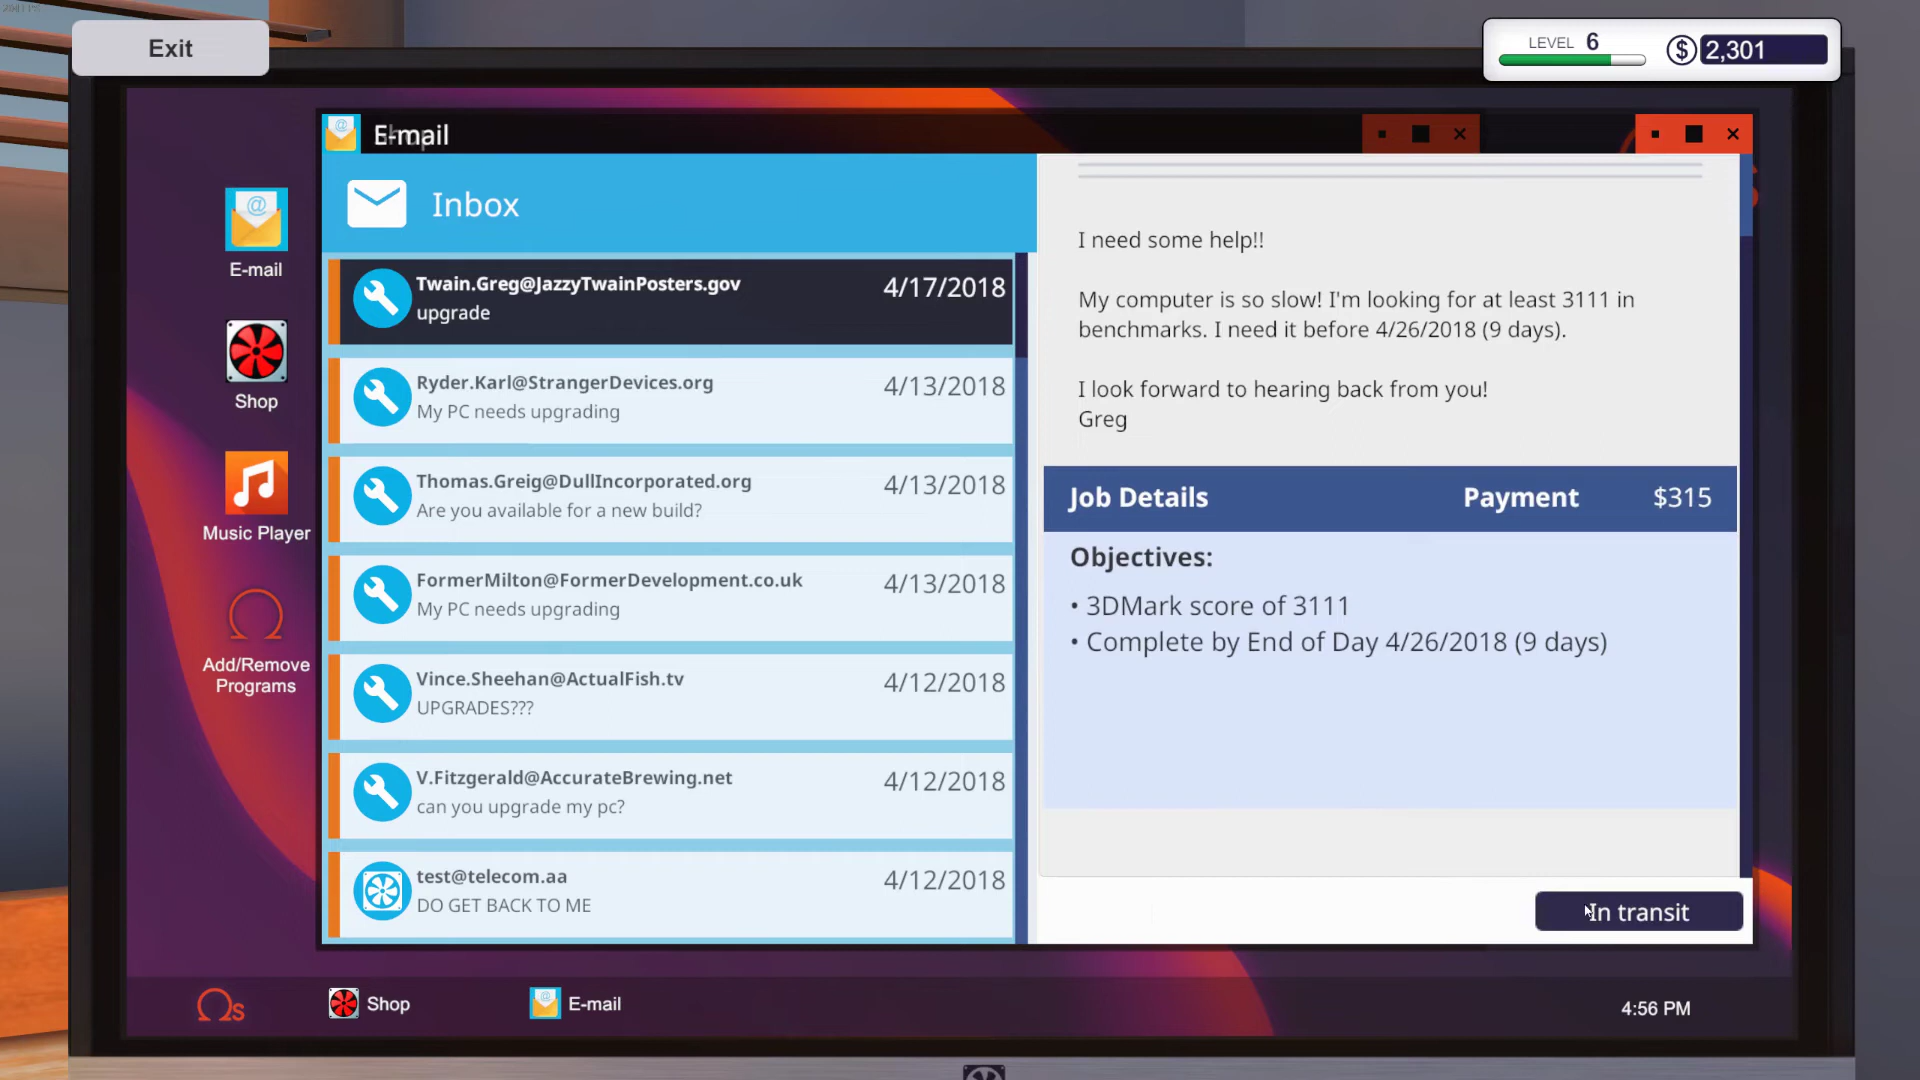 Exit
LEVEL 6
$ 2,301
E-mail
Inbox
Twain.Greg@JazzyTwainPosters.gov
4/17/2018
upgrade
Ryder.Karl@StrangerDevices.org
4/13/2018
My PC needs upgrading
Thomas.Greig@DullIncorporated.org
4/13/2018
Are you available for a new build?
FormerMilton@FormerDevelopment.co.uk
4/13/2018
My PC needs upgrading
Vince.Sheehan@ActualFish.tv
4/12/2018
UPGRADES???
V.Fitzgerald@AccurateBrewing.net
4/12/2018
can you upgrade my pc?
test@telecom.aa
4/12/2018
DO GET BACK TO ME
I need some help!!
My computer is so slow! I'm looking for at least 3111 in
benchmarks. I need it before 4/26/2018 (9 days).
I look forward to hearing back from you!
Greg
Job Details Payment $315
Objectives:
• 3DMark score of 3111
• Complete by End of Day 4/26/2018 (9 days)
In transit
E-mail
Shop
Music Player
Add/Remove
Programs
Ωs
Shop
E-mail
4:56 PM